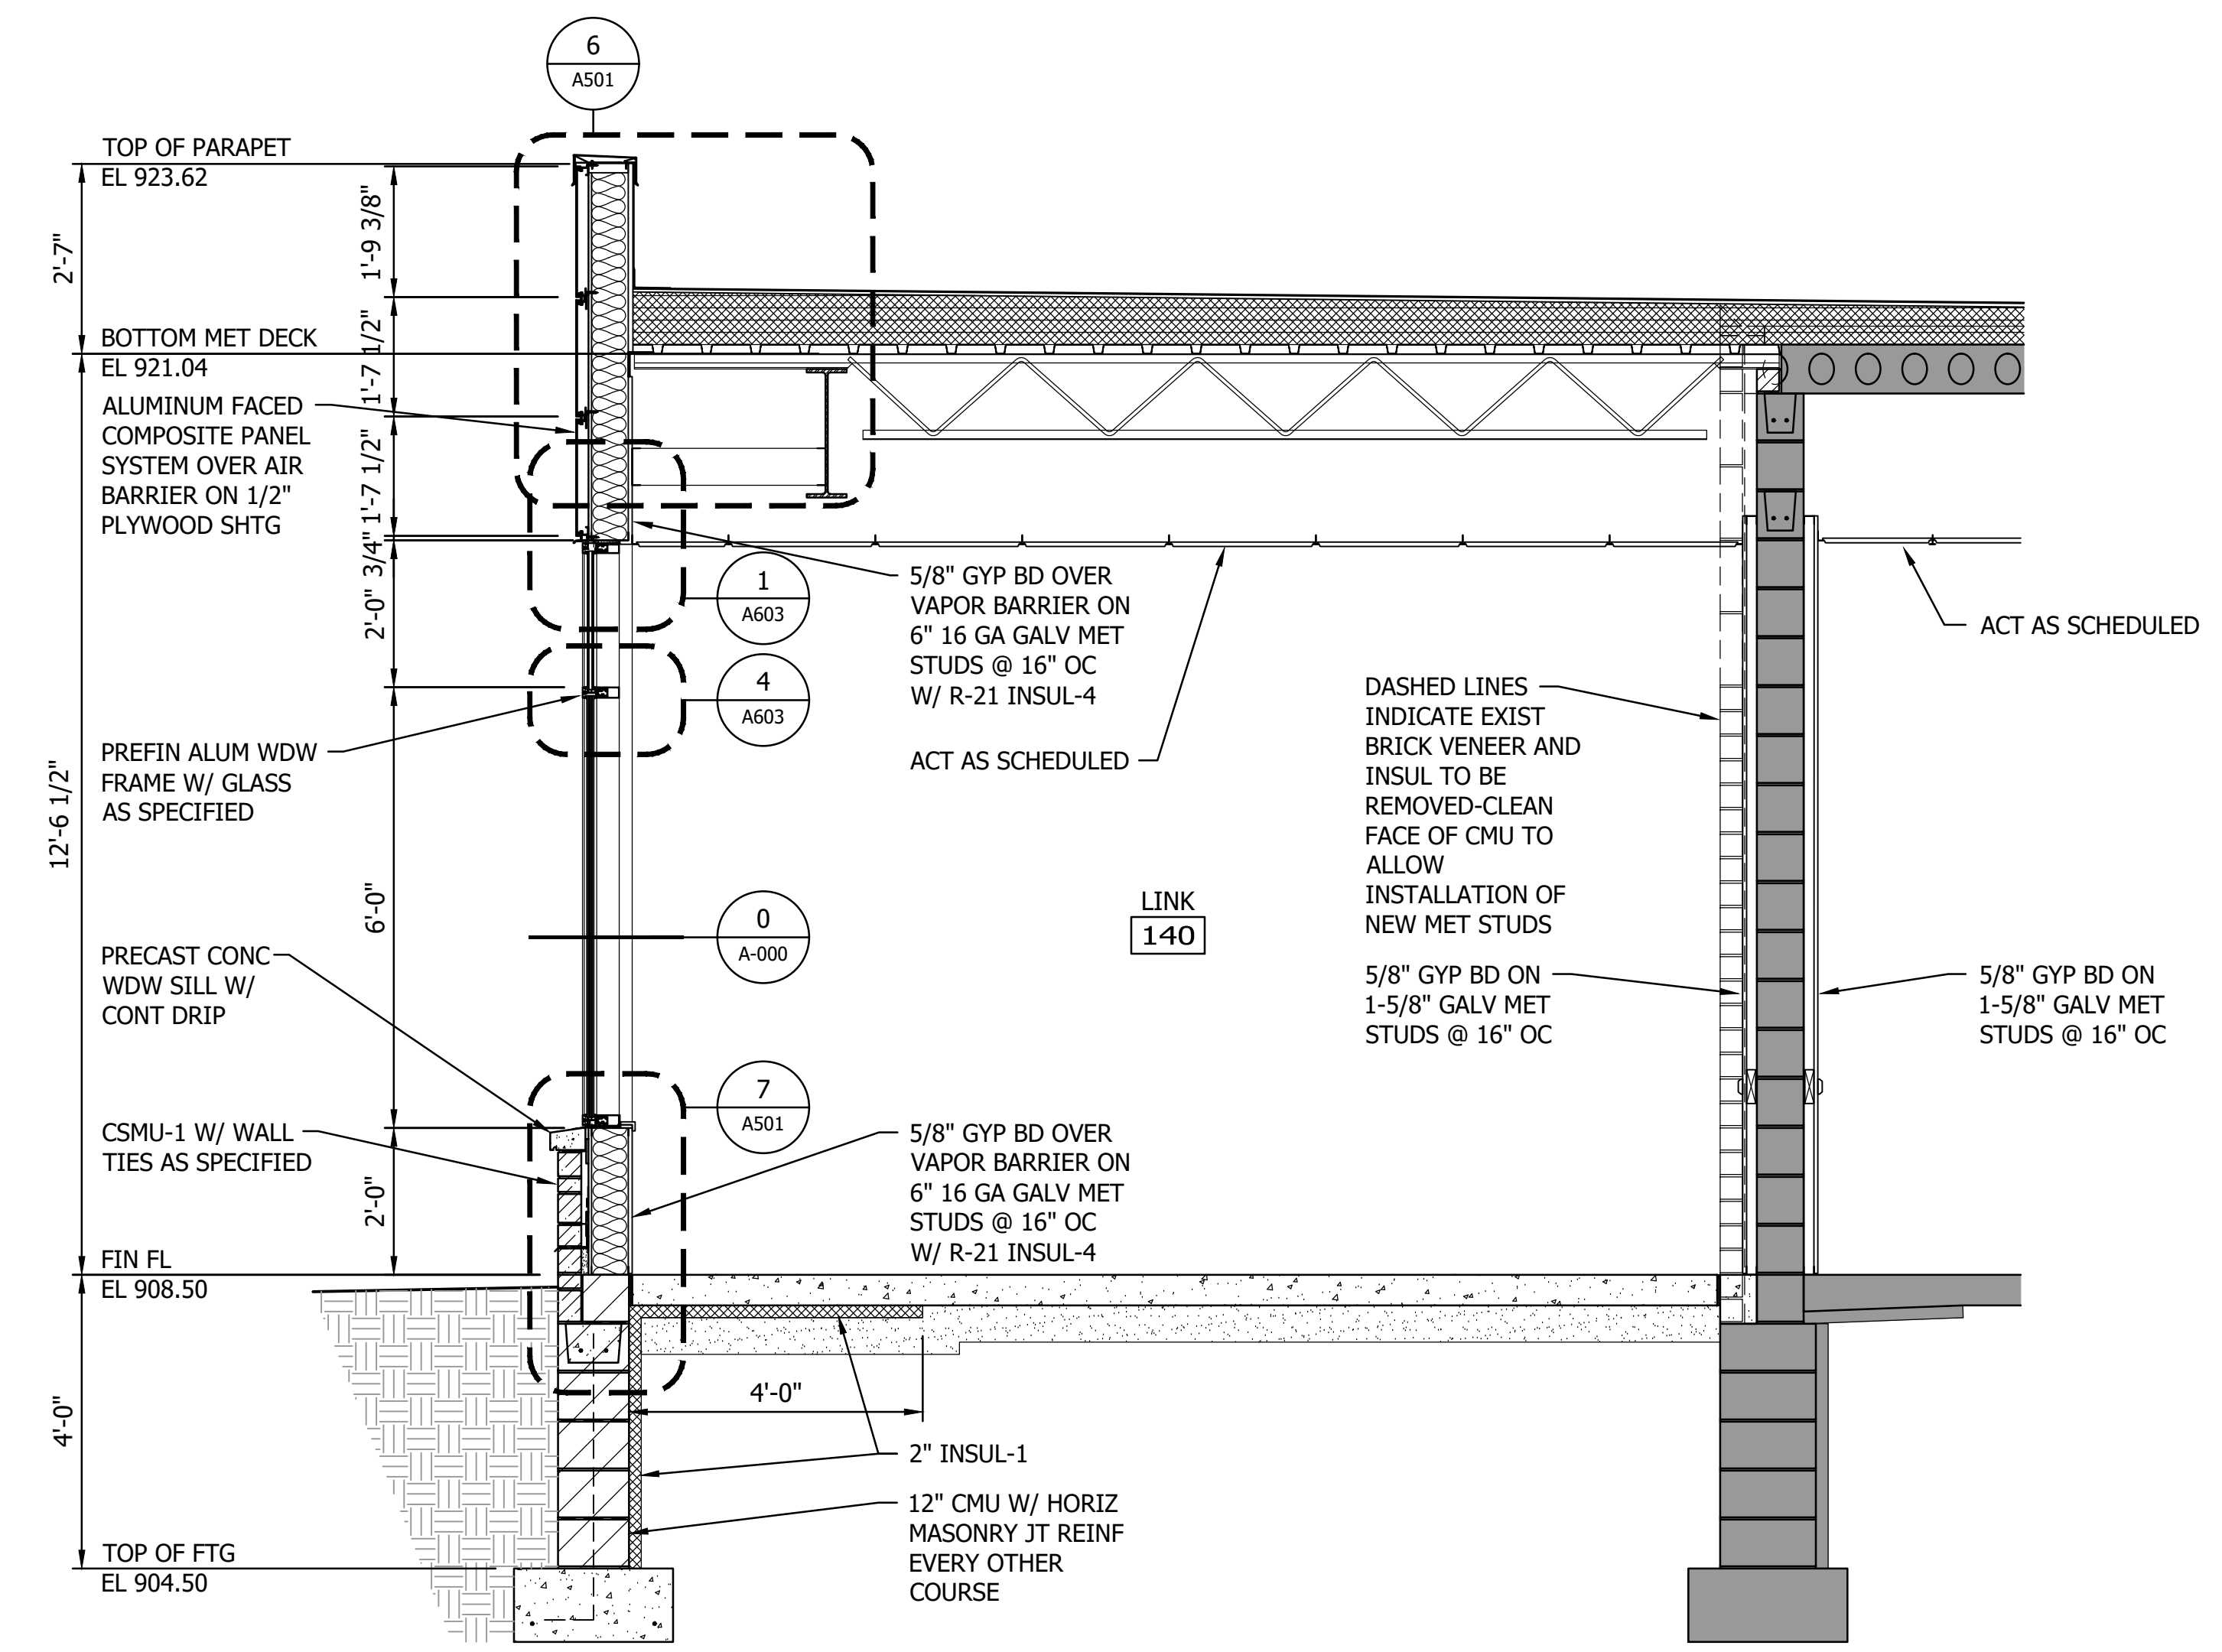 6
A501
TOP OF PARAPET
EL 923.62
2'-7"
1'-9 3/8"
BOTTOM MET DECK
EL 921.04
1'-7 1/2"
ALUMINUM FACED
COMPOSITE PANEL
SYSTEM OVER AIR
BARRIER ON 1/2"
PLYWOOD SHTG
1'-7 1/2"
2'-0 3/4"
1
A603
4
A603
5/8" GYP BD OVER
VAPOR BARRIER ON
6" 16 GA GALV MET
STUDS @ 16" OC
W/ R-21 INSUL-4
ACT AS SCHEDULED
ACT AS SCHEDULED
DASHED LINES
INDICATE EXIST
BRICK VENEER AND
INSUL TO BE
REMOVED-CLEAN
FACE OF CMU TO
ALLOW
INSTALLATION OF
NEW MET STUDS
PREFIN ALUM WDW
FRAME W/ GLASS
AS SPECIFIED
12'-6 1/2"
6'-0"
0
A-000
LINK
140
PRECAST CONC
WDW SILL W/
CONT DRIP
5/8" GYP BD ON
1-5/8" GALV MET
STUDS @ 16" OC
5/8" GYP BD ON
1-5/8" GALV MET
STUDS @ 16" OC
7
A501
CSMU-1 W/ WALL
TIES AS SPECIFIED
2'-0"
5/8" GYP BD OVER
VAPOR BARRIER ON
6" 16 GA GALV MET
STUDS @ 16" OC
W/ R-21 INSUL-4
FIN FL
EL 908.50
4'-0"
4'-0"
2" INSUL-1
12" CMU W/ HORIZ
MASONRY JT REINF
EVERY OTHER
COURSE
TOP OF FTG
EL 904.50